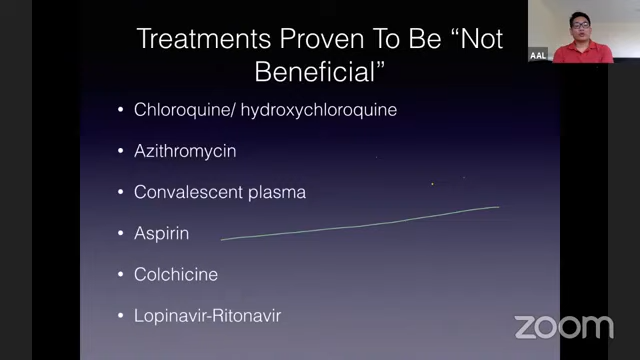 Treatments Proven To Be “Not
Beneficial”
AAL
• Chloroquine/ hydroxychloroquine
• Azithromycin
• Convalescent plasma
• Aspirin
• Colchicine
• Lopinavir-Ritonavir
zoom